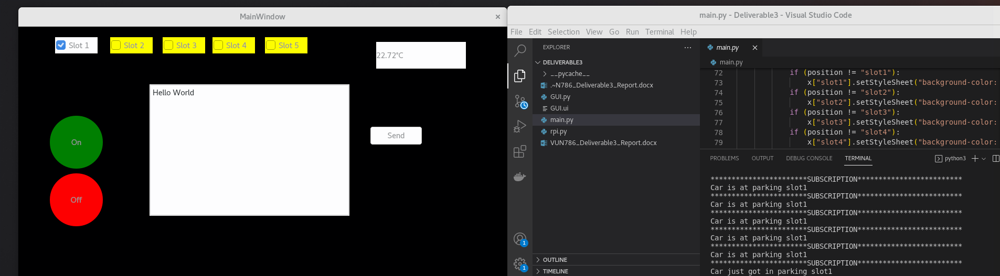 MainWindow
Slot 1 Slot 2 Slot 3 Slot 4 Slot 5
22.72°C
Hello World
On
Send
Off
main.py - Deliverable3 - Visual Studio Code
File Edit Selection View Go Run Terminal Help
EXPLORER
DELIVERABLE3
__pycache__
.~N786_Deliverable3_Report.docx
GUI.py
GUI.ui
main.py
rpi.py
VUN786_Deliverable3_Report.docx
1
1
OUTLINE
TIMELINE
main.py
main.py
72 if (position != "slot1"):
73 x["slot1"].setStyleSheet("background-color:
74 if (position != "slot2"):
75 x["slot2"].setStyleSheet("background-color:
76 if (position != "slot3"):
77 x["slot3"].setStyleSheet("background-color:
78 if (position != "slot4"):
79 x["slot4"].setStyleSheet("background-color:
PROBLEMS OUTPUT DEBUG CONSOLE TERMINAL python3
***********************SUBSCRIPTION*************************
Car is at parking slot1
***********************SUBSCRIPTION*************************
Car is at parking slot1
***********************SUBSCRIPTION*************************
Car is at parking slot1
***********************SUBSCRIPTION*************************
Car is at parking slot1
***********************SUBSCRIPTION*************************
Car is at parking slot1
***********************SUBSCRIPTION*************************
Car just got in parking slot1